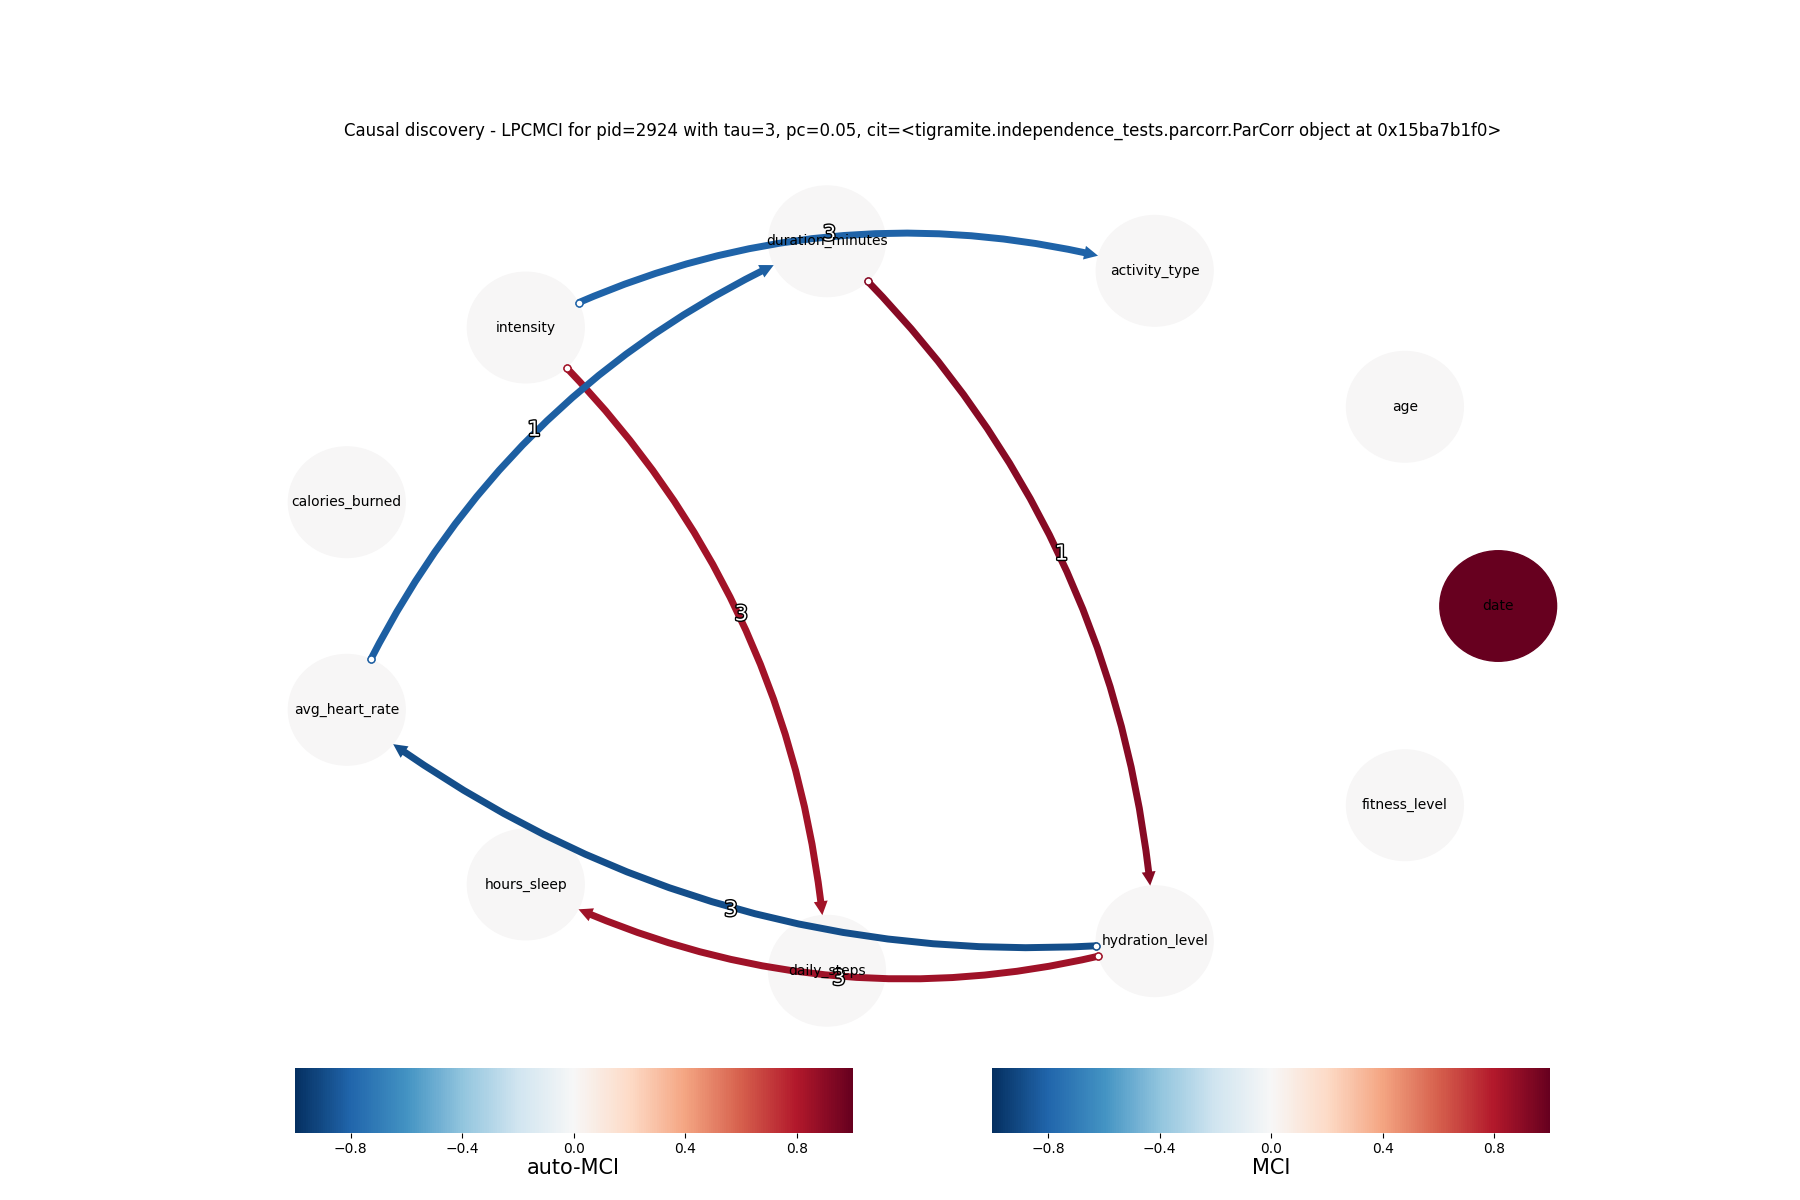 Causal discovery - LPCMCI for pid=2924 with tau=3, pc=0.05, cit=<tigramite.independence_tests.parcorr.ParCorr object at 0x15ba7b1f0>
3
duration_minutes
activity_type
intensity
age
1
calories_burned
1
date
3
avg_heart_rate
fitness_level
hours_sleep
3
hydration_level
daily_steps
3
−0.8 −0.4 0.0 0.4 0.8
auto-MCI
−0.8 −0.4 0.0 0.4 0.8
MCI